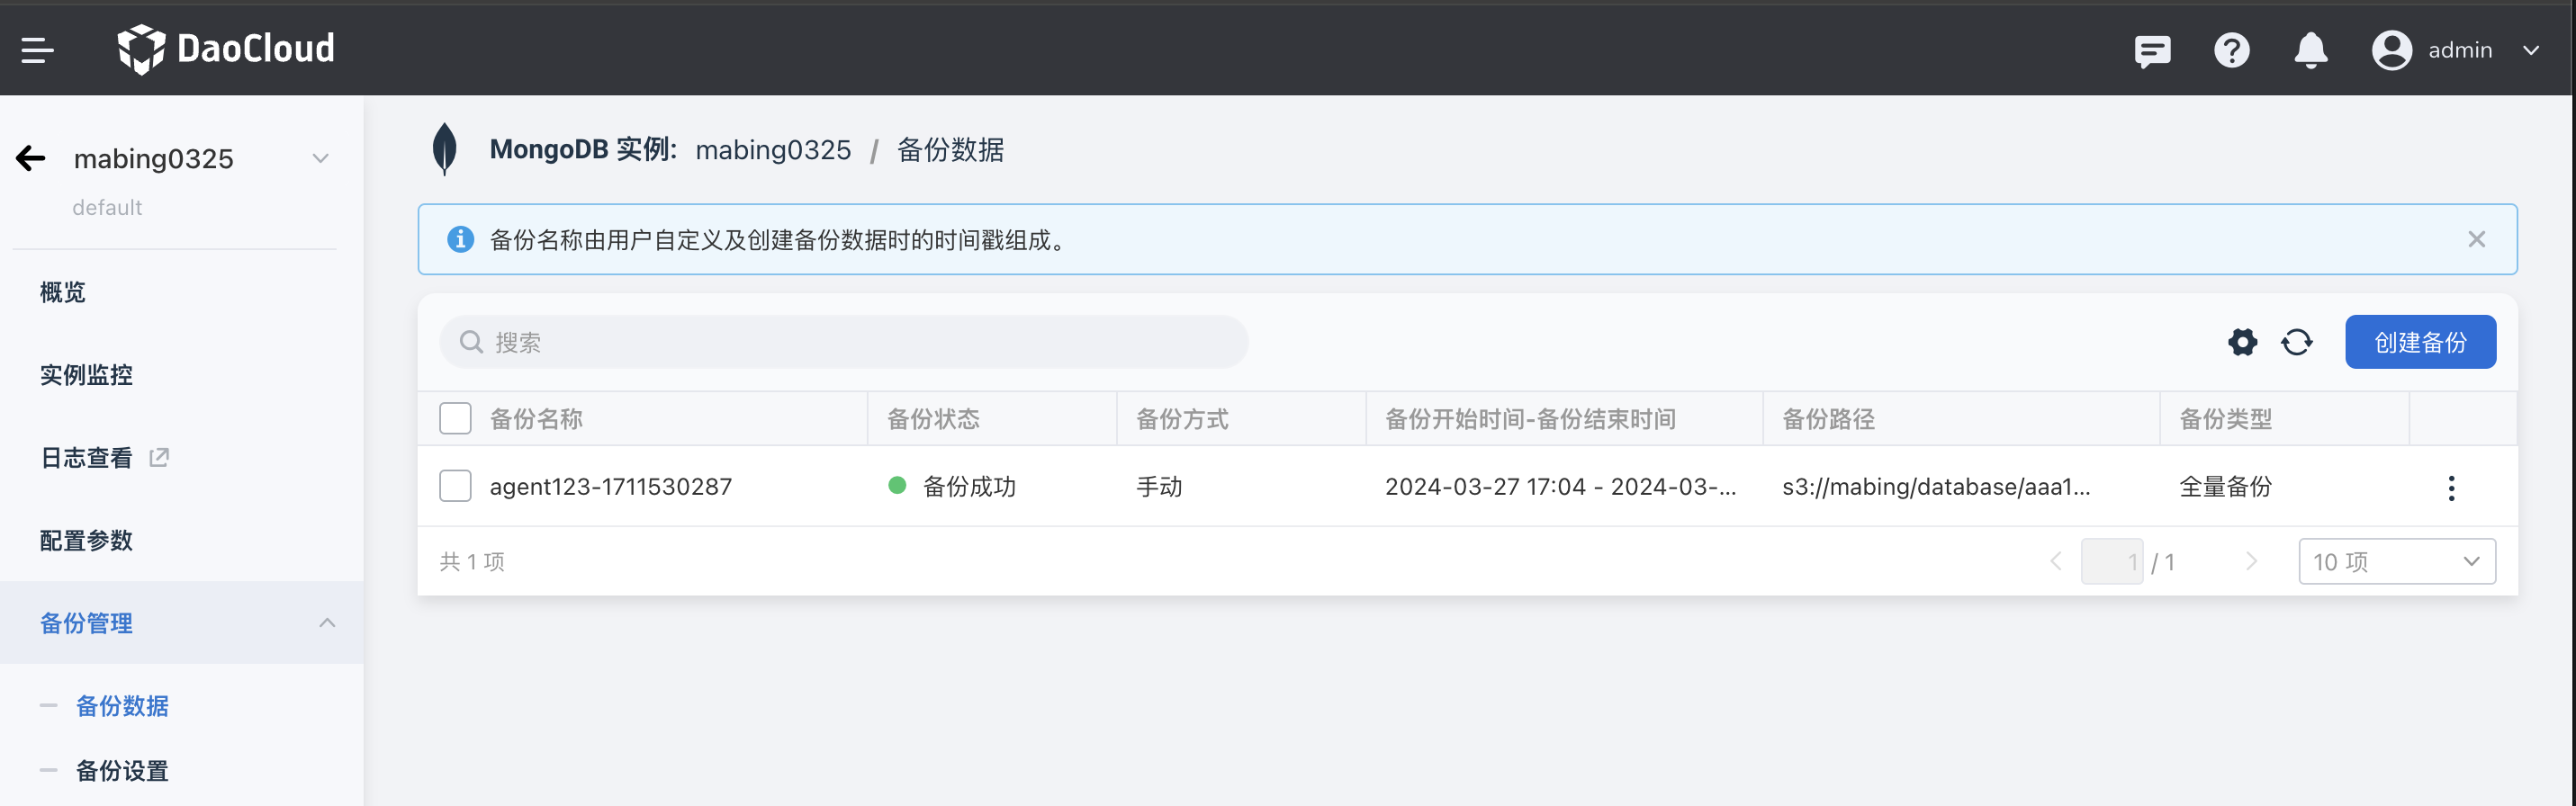 DaoCloud
admin
mabing0325
default
概览
实例监控
日志查看
配置参数
备份管理
备份数据
备份设置
MongoDB 实例: mabing0325 / 备份数据
备份名称由用户自定义及创建备份数据时的时间戳组成。
搜索
创建备份
备份名称 备份状态 备份方式 备份开始时间-备份结束时间 备份路径 备份类型
agent123-1711530287 备份成功 手动 2024-03-27 17:04 - 2024-03-... s3://mabing/database/aaa1... 全量备份
共 1 项 1 / 1 10 项